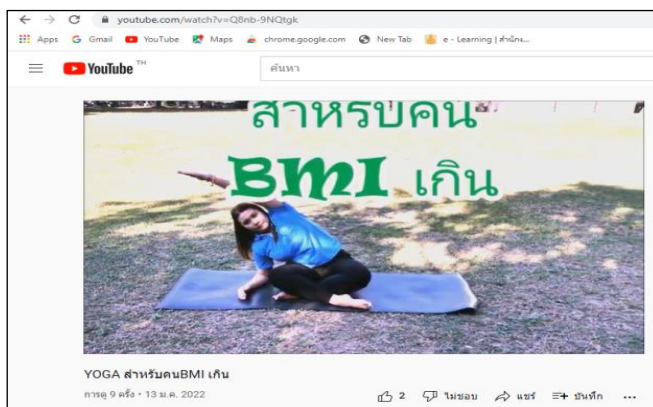 youtube.com/watch?v=Q8nb-9NQtgk
Apps Gmail YouTube Maps chrome.google.com New Tab e - Learning | สำนัก...
YouTube TH
ค้นหา
สำหรับคน
BMI เกิน
YOGA สำหรับคนBMI เกิน
การดู 9 ครั้ง • 13 ม.ค. 2022
2 ไม่ชอบ แชร์ บันทึก ...